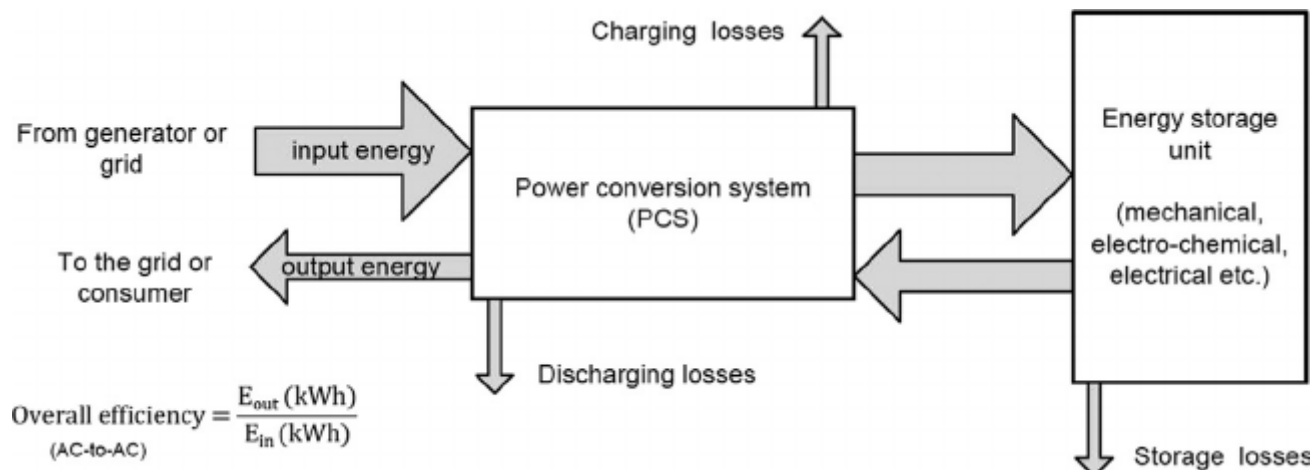 Charging losses
From generator or
grid
input energy
Power conversion system
(PCS)
Energy storage
unit
(mechanical,
electro-chemical,
electrical etc.)
To the grid or
consumer
output energy
Discharging losses
Overall efficiency = E_out (kWh) / E_in (kWh)
(AC-to-AC)
Storage losses